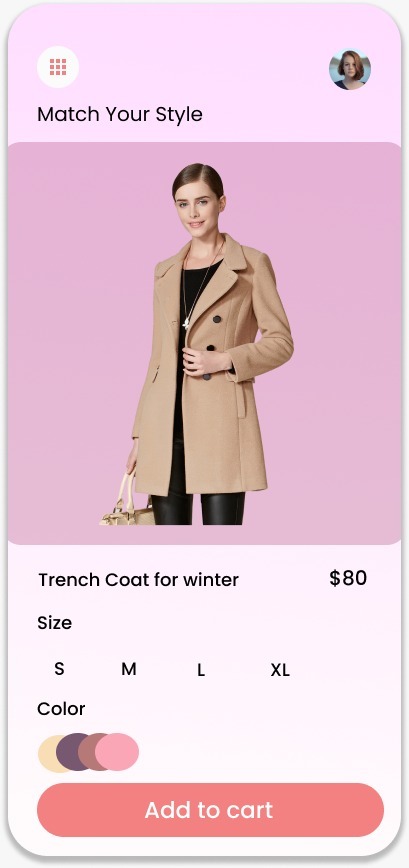 Match Your Style
Trench Coat for winter $80
Size
S M L XL
Color
Add to cart